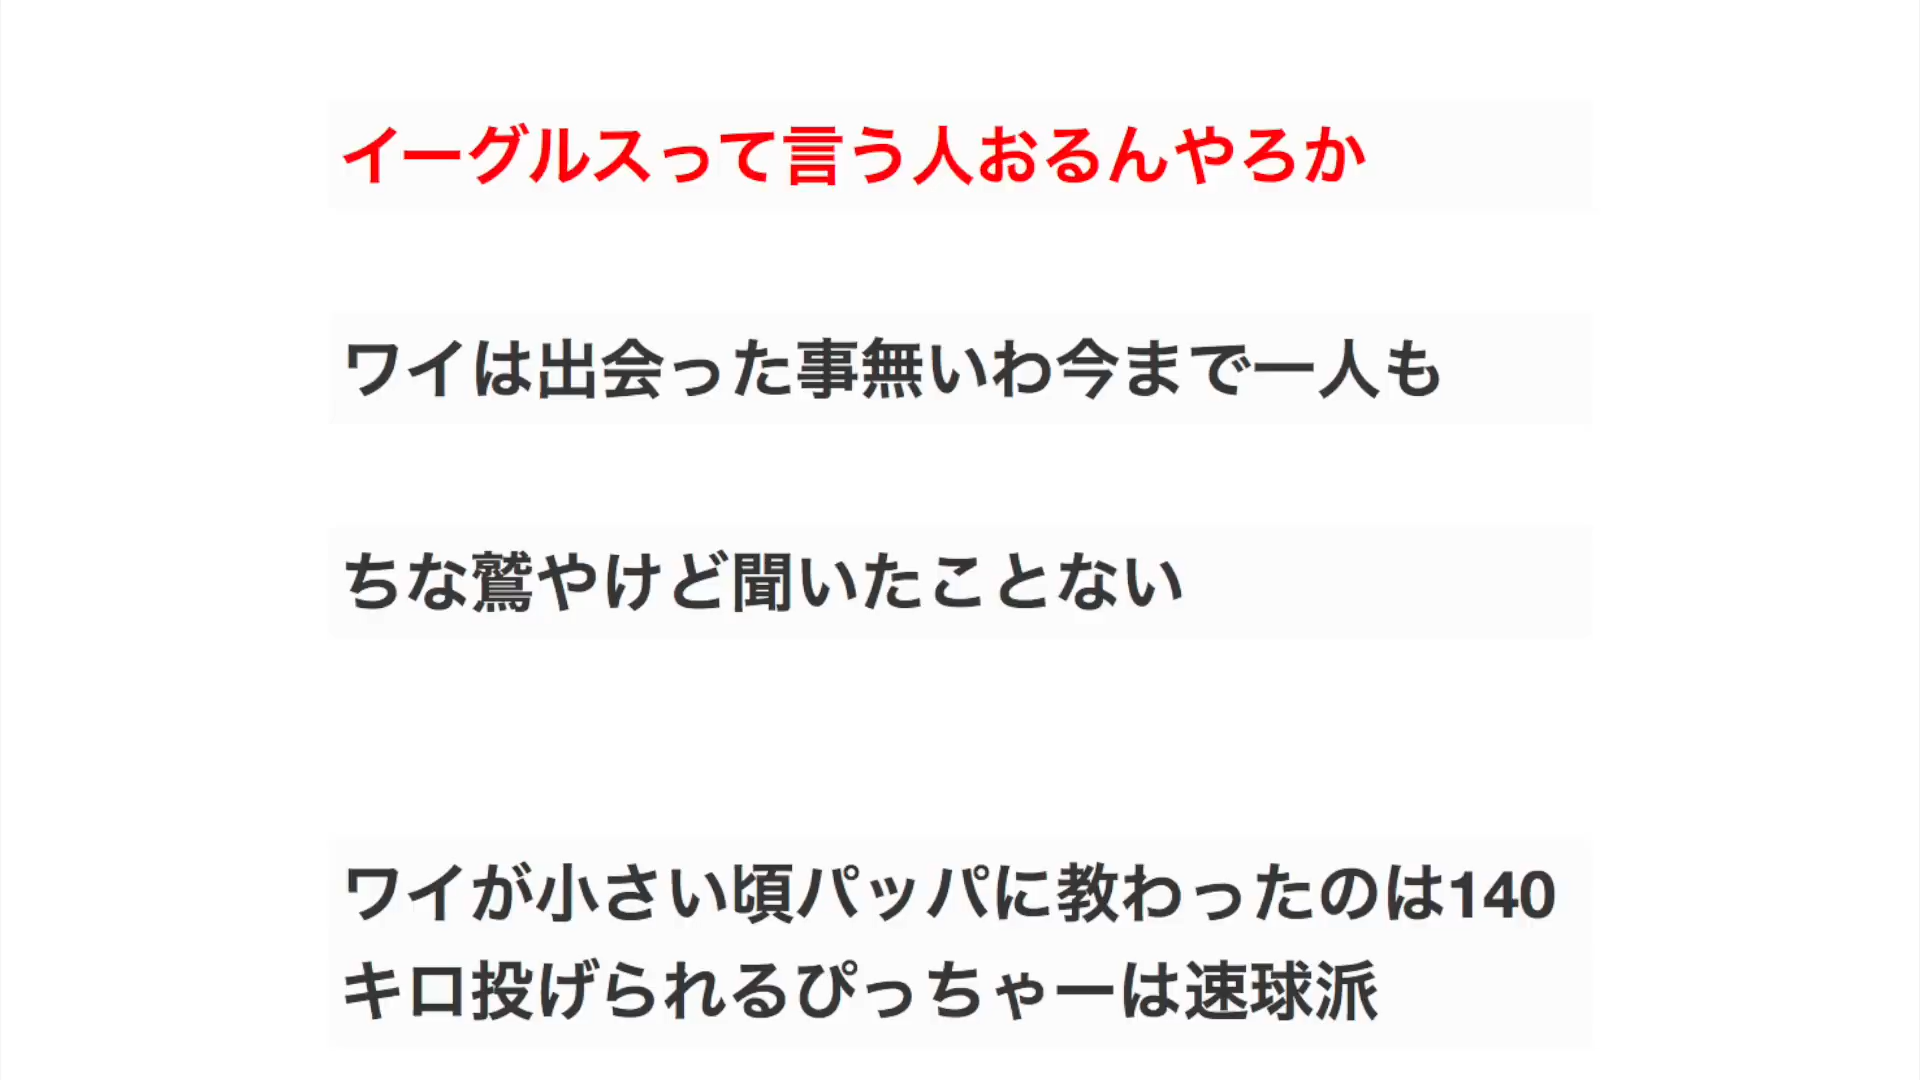 イーグルスって言う人おるんやろか
ワイは出会った事無いわ今まで一人も
ちな鷲やけど聞いたことない
ワイが小さい頃パッパに教わったのは140
キロ投げられるぴっちゃーは速球派